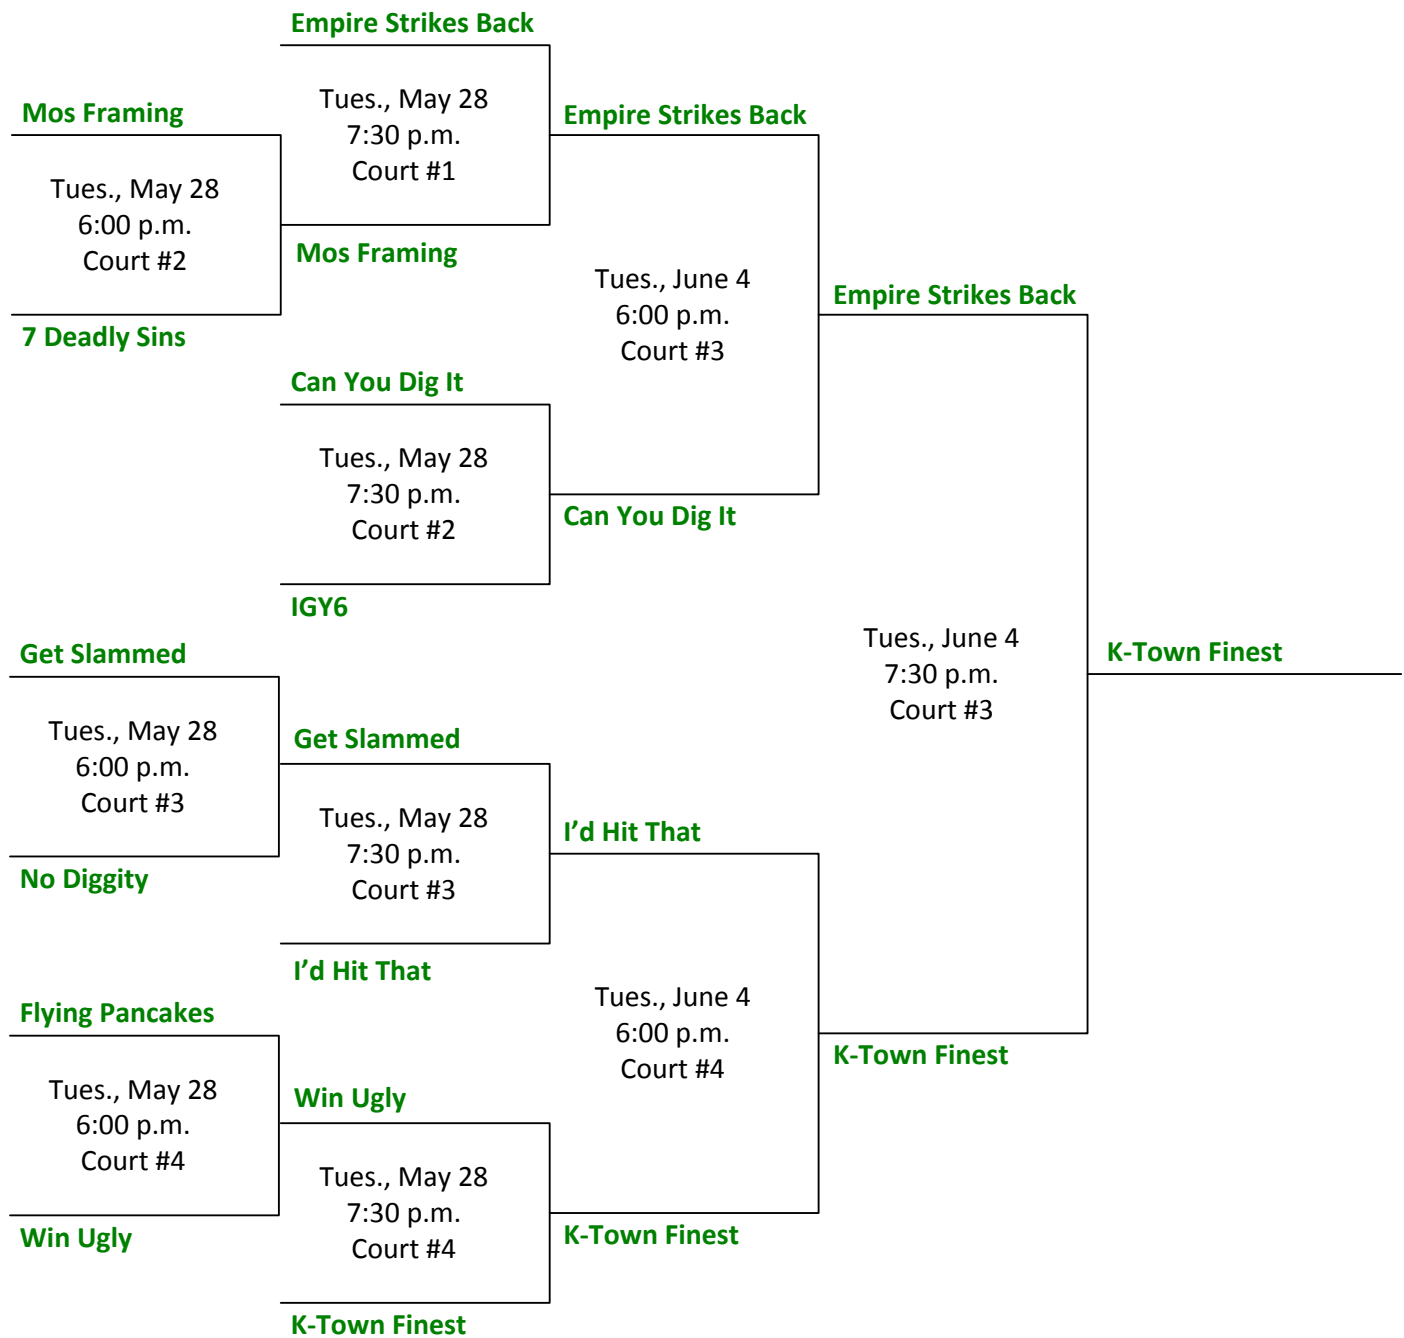 Empire Strikes Back
Tues., May 28
7:30 p.m.
Court #1
Mos Framing
Mos Framing
Tues., May 28
6:00 p.m.
Court #2
7 Deadly Sins
Empire Strikes Back
Tues., June 4
6:00 p.m.
Court #3
Can You Dig It
Can You Dig It
Tues., May 28
7:30 p.m.
Court #2
IGY6
Empire Strikes Back
Tues., June 4
7:30 p.m.
Court #3
K-Town Finest
K-Town Finest
Get Slammed
Tues., May 28
6:00 p.m.
Court #3
No Diggity
Get Slammed
Tues., May 28
7:30 p.m.
Court #3
I’d Hit That
I’d Hit That
Tues., June 4
6:00 p.m.
Court #4
K-Town Finest
Flying Pancakes
Tues., May 28
6:00 p.m.
Court #4
Win Ugly
Win Ugly
Tues., May 28
7:30 p.m.
Court #4
K-Town Finest